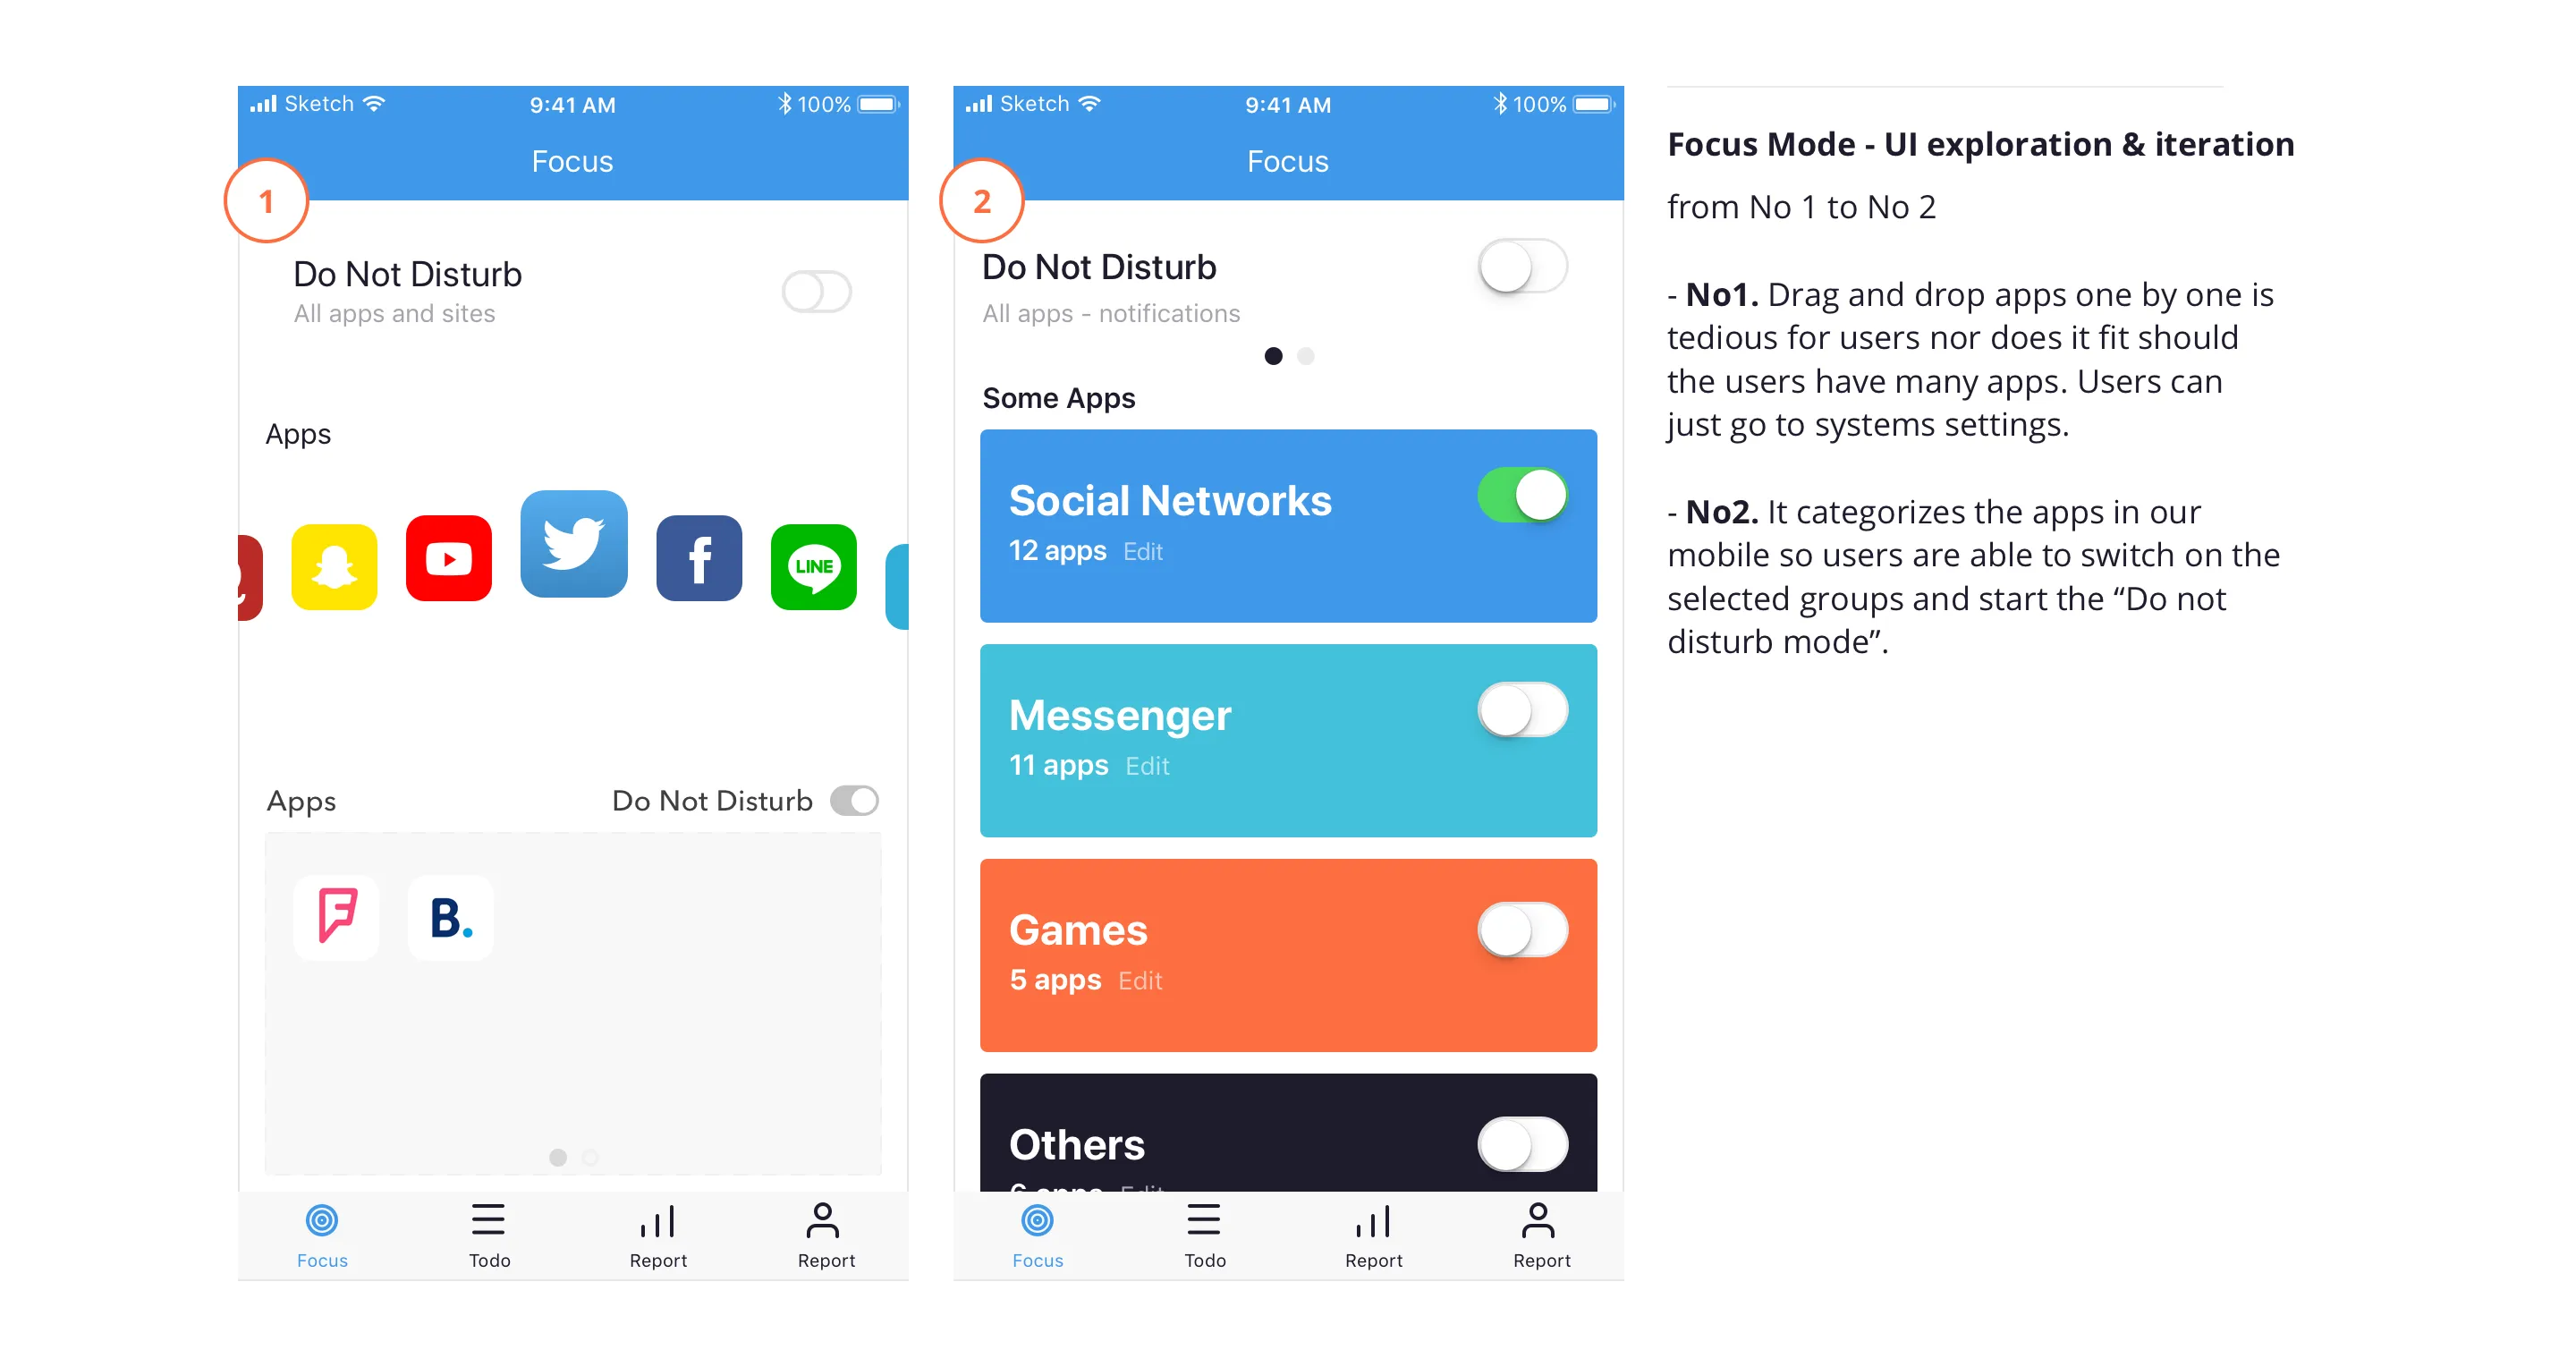 Sketch 9:41 AM 100%
Focus
1
Do Not Disturb
All apps and sites
Apps
LINE
Apps Do Not Disturb
B.
Focus Todo Report Report
Sketch 9:41 AM 100%
Focus
2
Do Not Disturb
All apps - notifications
Some Apps
Social Networks
12 apps Edit
Messenger
11 apps Edit
Games
5 apps Edit
Others
6 apps Edit
Focus Todo Report Report
Focus Mode - UI exploration & iteration
from No 1 to No 2
- No1. Drag and drop apps one by one is
tedious for users nor does it fit should
the users have many apps. Users can
just go to systems settings.
- No2. It categorizes the apps in our
mobile so users are able to switch on the
selected groups and start the “Do not
disturb mode”.